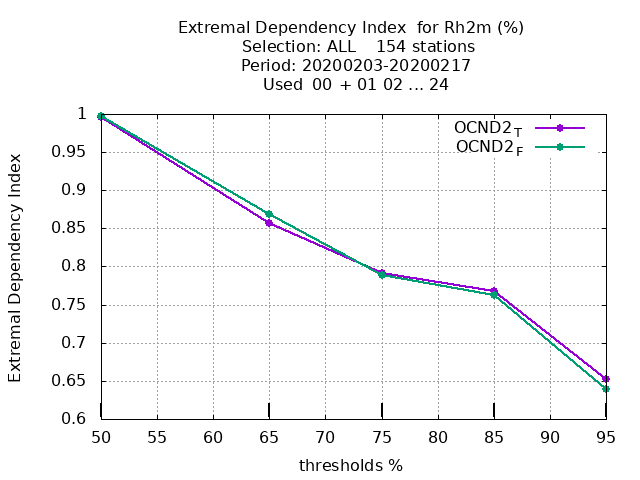 Extremal Dependency Index  for Rh2m (%)
Selection: ALL    154 stations
Period: 20200203-20200217
Used  00 + 01 02 ... 24
OCND2T
OCND2F
1
0.95
0.9
0.85
0.8
0.75
0.7
0.65
0.6
Extremal Dependency Index
50 55 60 65 70 75 80 85 90 95
thresholds %